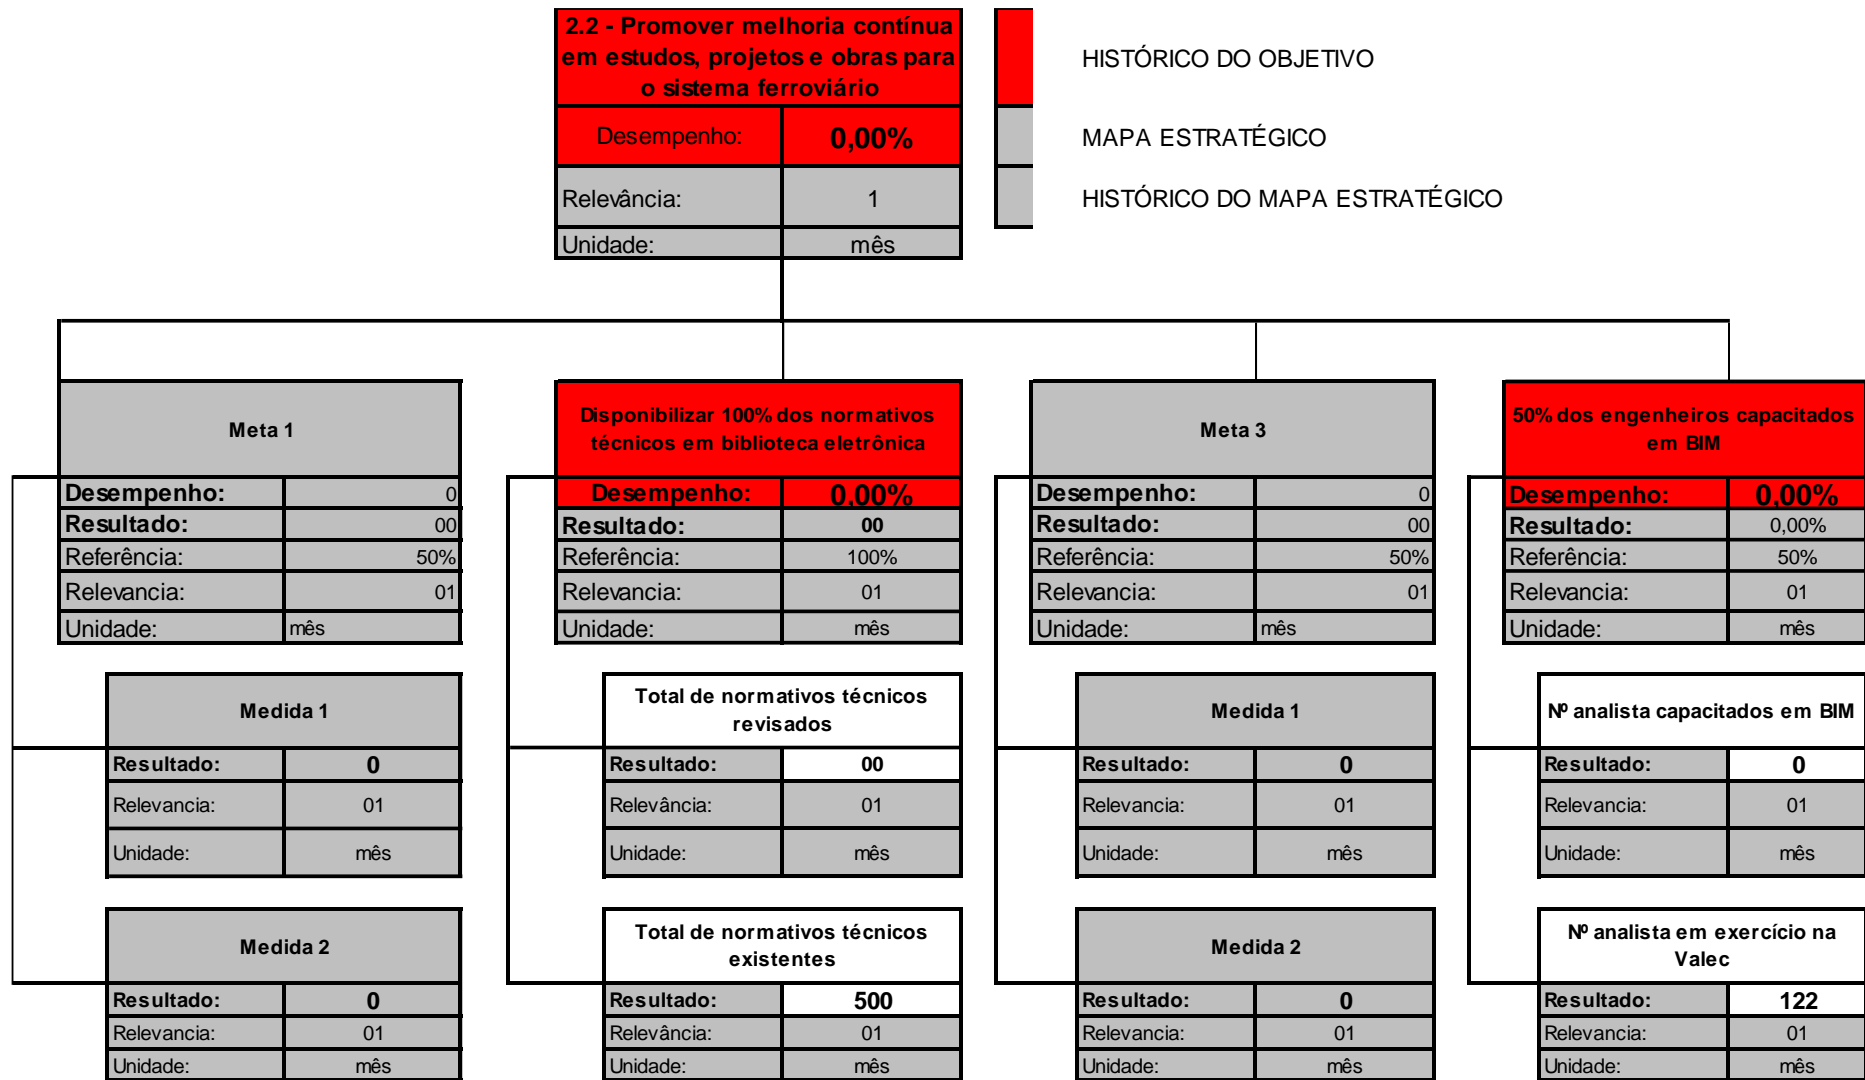 2.2 - Promover melhoria contínua
em estudos, projetos e obras para
o sistema ferroviário
Desempenho: 0,00%
Relevância: 1
Unidade: mês
HISTÓRICO DO OBJETIVO
MAPA ESTRATÉGICO
HISTÓRICO DO MAPA ESTRATÉGICO
Meta 1
Desempenho: 0
Resultado: 00
Referência: 50%
Relevancia: 01
Unidade: mês
Medida 1
Resultado: 0
Relevancia: 01
Unidade: mês
Medida 2
Resultado: 0
Relevancia: 01
Unidade: mês
Disponibilizar 100% dos normativos
técnicos em biblioteca eletrônica
Desempenho: 0,00%
Resultado: 00
Referência: 100%
Relevancia: 01
Unidade: mês
Total de normativos técnicos
revisados
Resultado: 00
Relevância: 01
Unidade: mês
Total de normativos técnicos
existentes
Resultado: 500
Relevância: 01
Unidade: mês
Meta 3
Desempenho: 0
Resultado: 00
Referência: 50%
Relevancia: 01
Unidade: mês
Medida 1
Resultado: 0
Relevancia: 01
Unidade: mês
Medida 2
Resultado: 0
Relevancia: 01
Unidade: mês
50% dos engenheiros capacitados
em BIM
Desempenho: 0,00%
Resultado: 0,00%
Referência: 50%
Relevancia: 01
Unidade: mês
Nº analista capacitados em BIM
Resultado: 0
Relevancia: 01
Unidade: mês
Nº analista em exercício na
Valec
Resultado: 122
Relevancia: 01
Unidade: mês